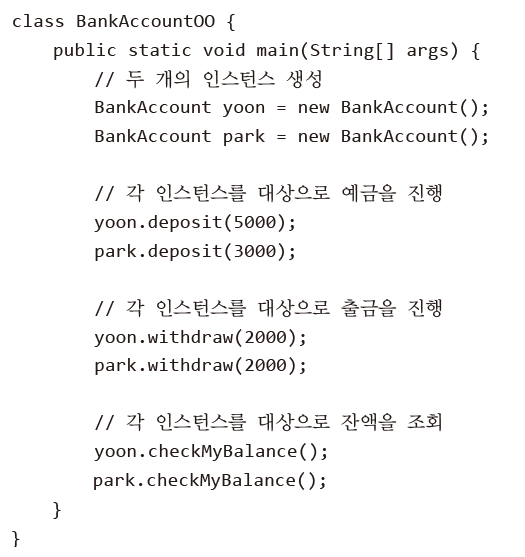 class BankAccountOO {
    public static void main(String[] args) {
        // 두 개의 인스턴스 생성
        BankAccount yoon = new BankAccount();
        BankAccount park = new BankAccount();

        // 각 인스턴스를 대상으로 예금을 진행
        yoon.deposit(5000);
        park.deposit(3000);

        // 각 인스턴스를 대상으로 출금을 진행
        yoon.withdraw(2000);
        park.withdraw(2000);

        // 각 인스턴스를 대상으로 잔액을 조회
        yoon.checkMyBalance();
        park.checkMyBalance();
    }
}